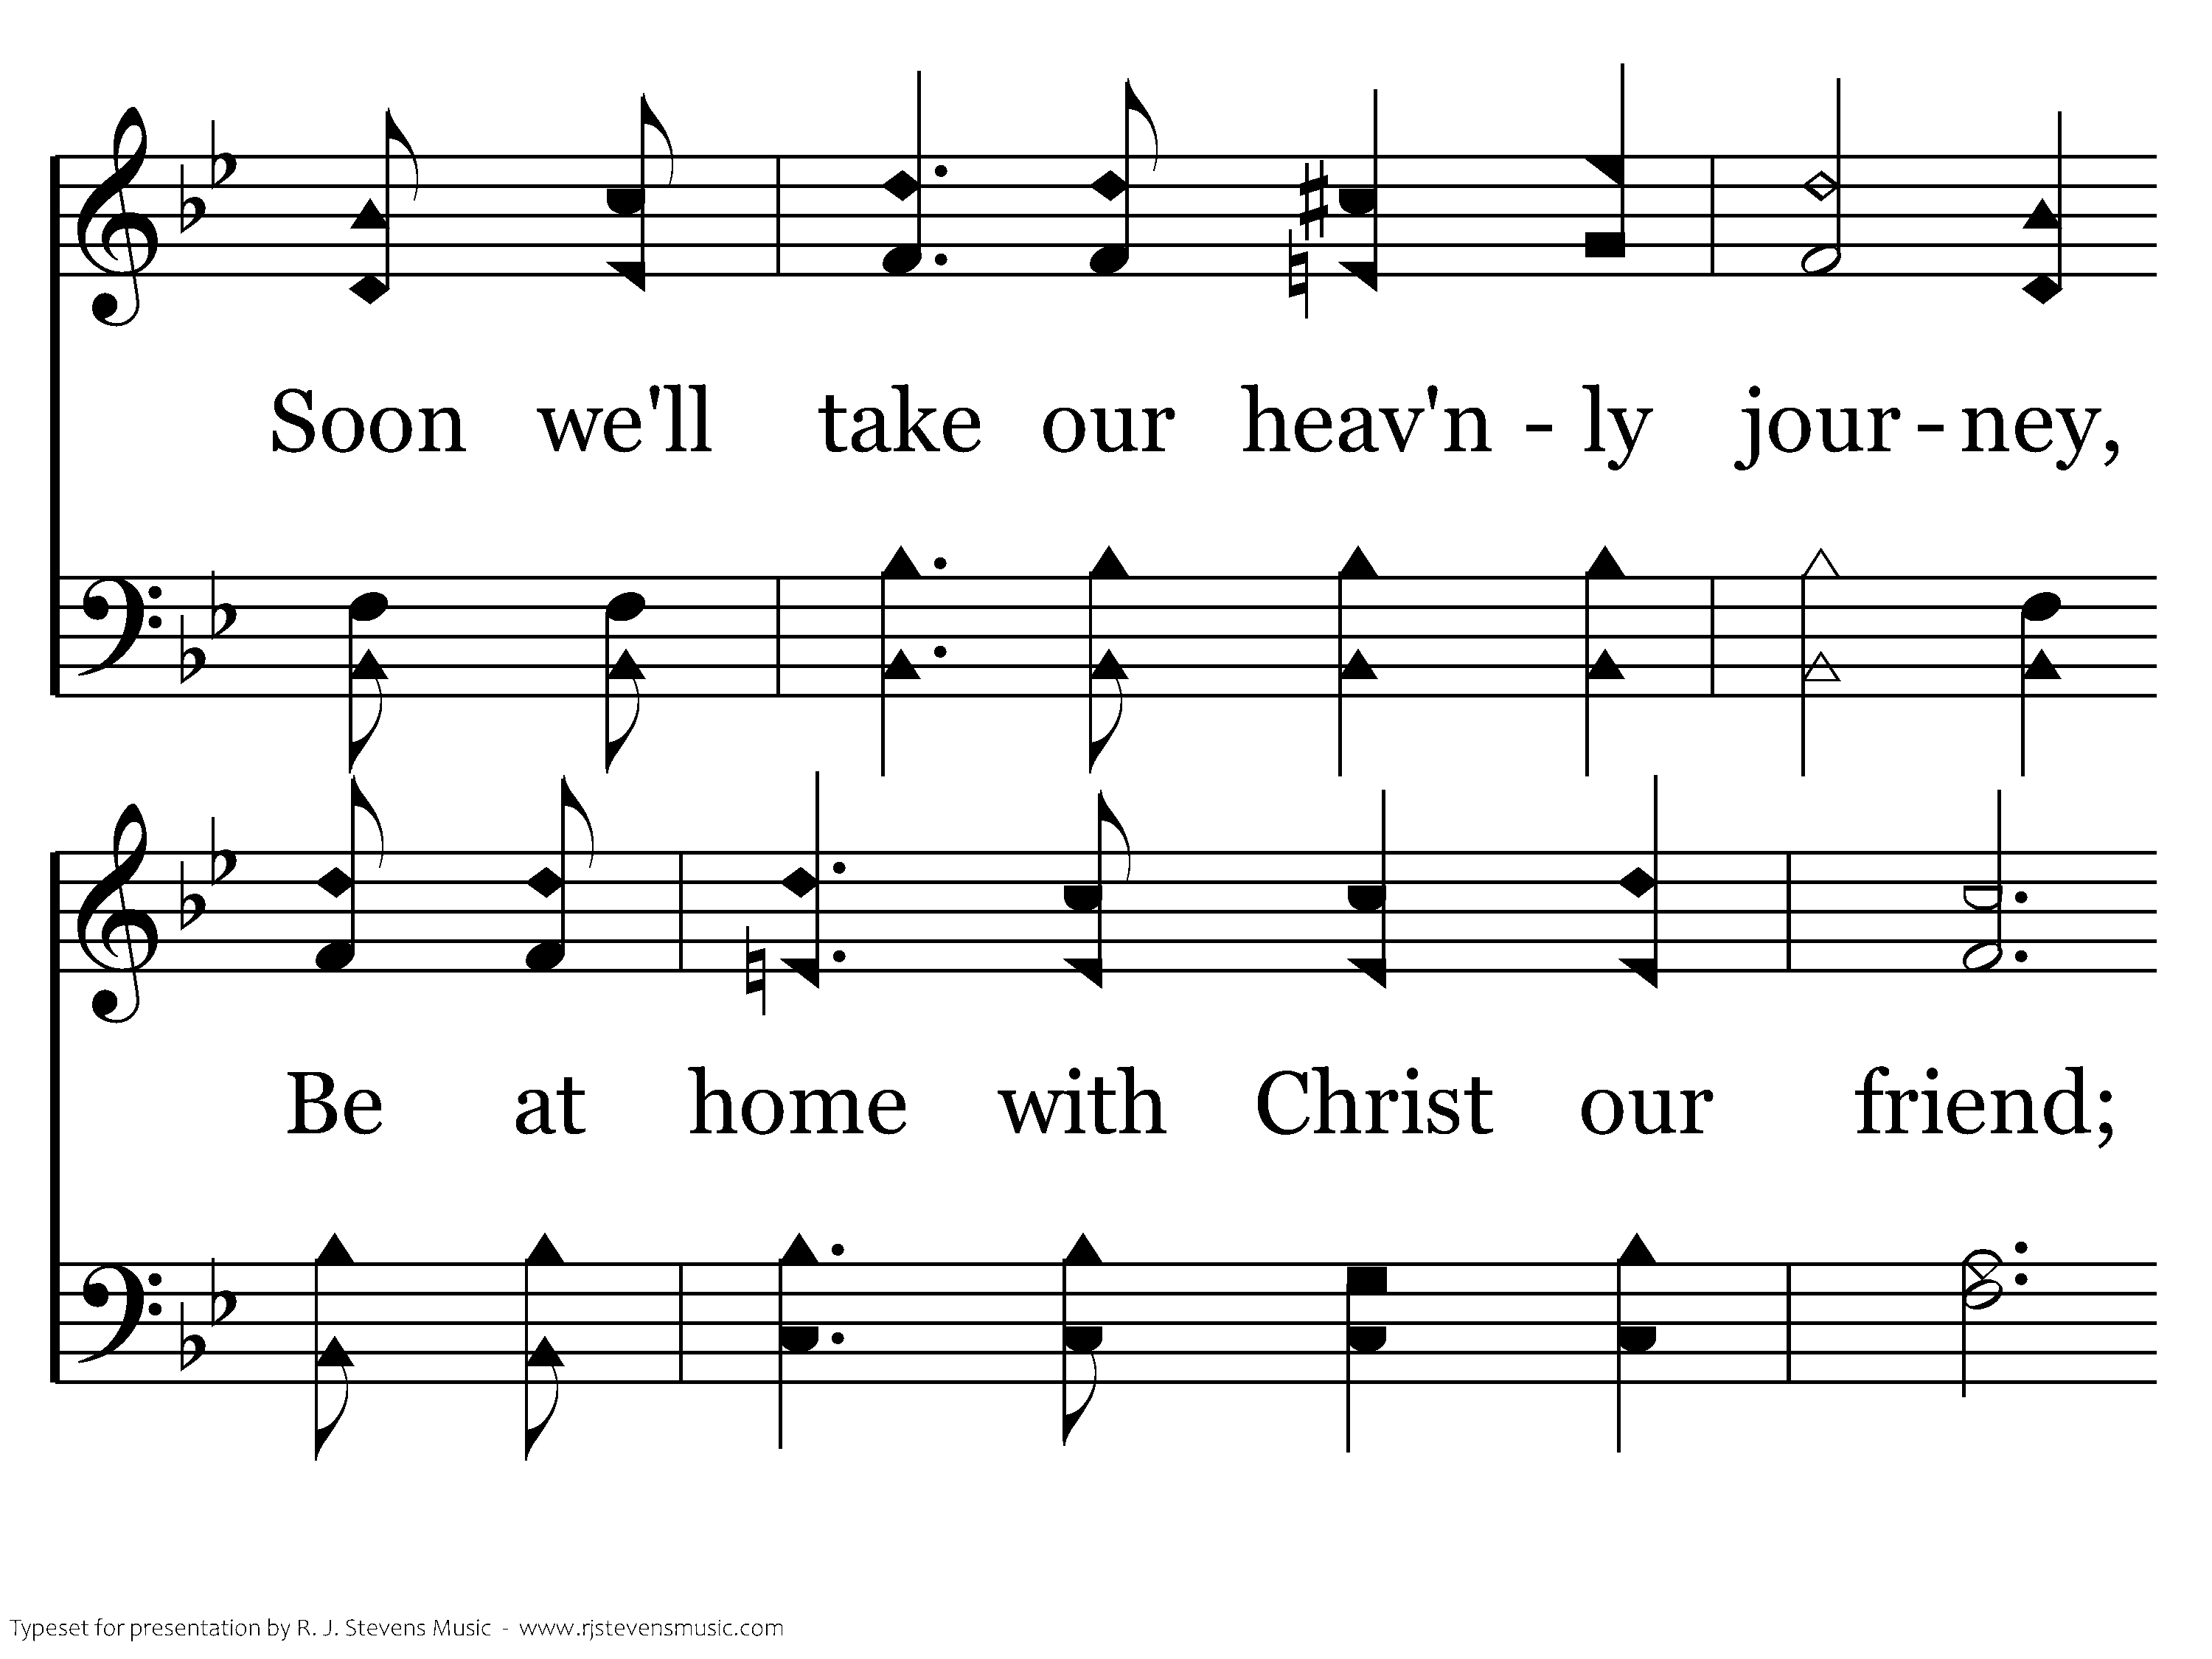 Soon we'll take our heav'n - ly jour - ney,
Be at home with Christ our friend;
Typeset for presentation by R. J. Stevens Music - www.rjstevensmusic.com